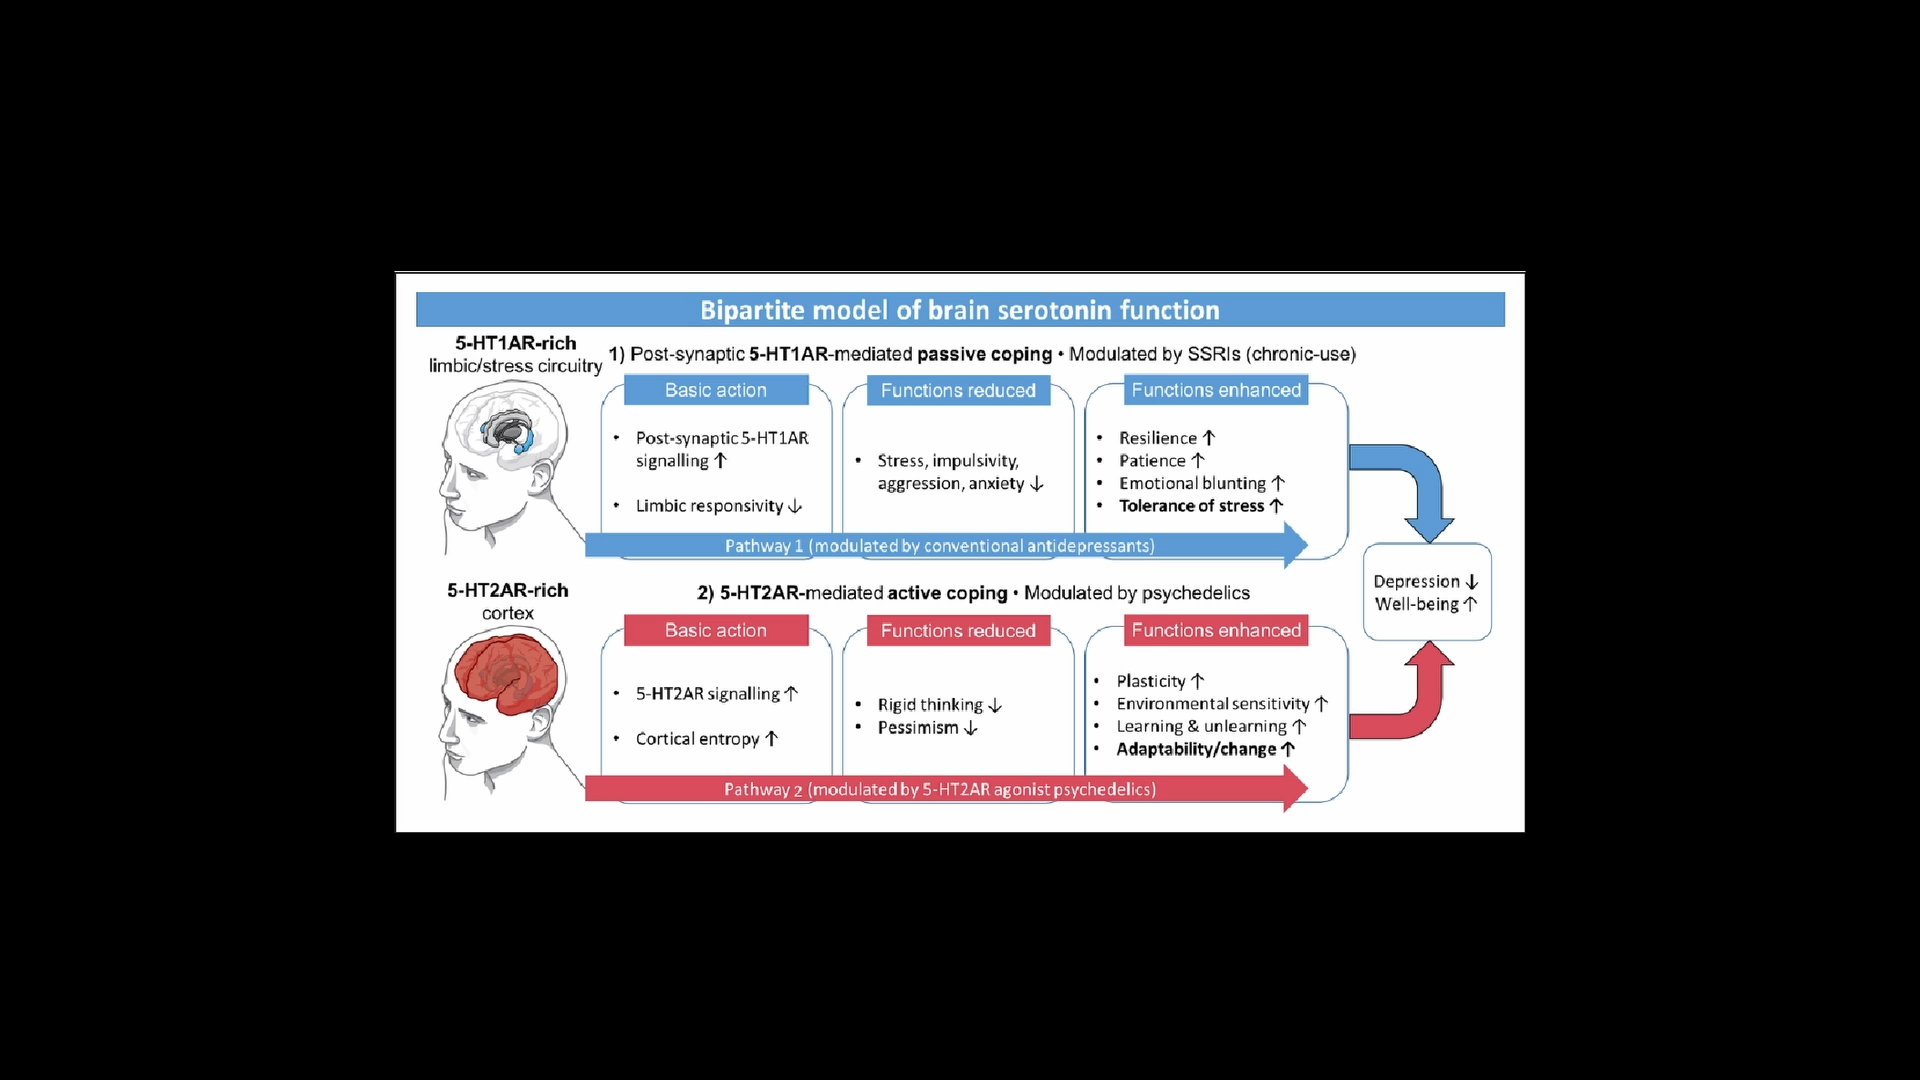 Bipartite model of brain serotonin function
5-HT1AR-rich
limbic/stress circuitry
1) Post-synaptic 5-HT1AR-mediated passive coping • Modulated by SSRIs (chronic-use)
Basic action
• Post-synaptic 5-HT1AR
signalling ↑
• Limbic responsivity ↓
Functions reduced
• Stress, impulsivity,
aggression, anxiety ↓
Functions enhanced
• Resilience ↑
• Patience ↑
• Emotional blunting ↑
• Tolerance of stress ↑
Pathway 1 (modulated by conventional antidepressants)
5-HT2AR-rich
cortex
2) 5-HT2AR-mediated active coping • Modulated by psychedelics
Basic action
• 5-HT2AR signalling ↑
• Cortical entropy ↑
Functions reduced
• Rigid thinking ↓
• Pessimism ↓
Functions enhanced
• Plasticity ↑
• Environmental sensitivity ↑
• Learning & unlearning ↑
• Adaptability/change ↑
Pathway 2 (modulated by 5-HT2AR agonist psychedelics)
Depression ↓
Well-being ↑